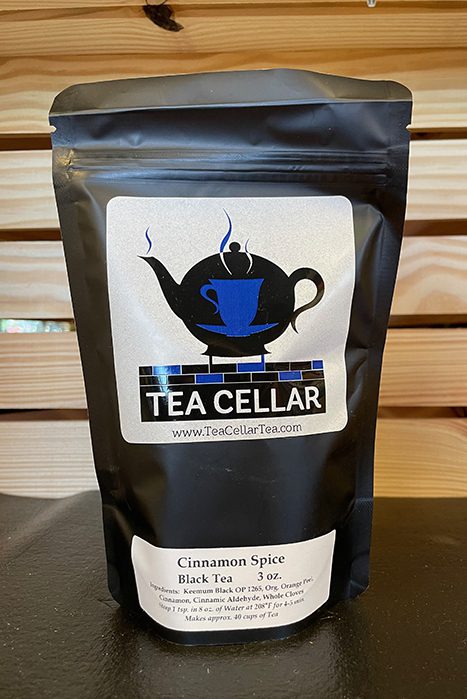 TEA CELLAR
www.TeaCellarTea.com
Cinnamon Spice
Black Tea 3 oz.
Ingredients: Keemum Black OP 1265, Org. Orange Peel,
Cinnamon, Cinnamic Aldehyde, Whole Cloves
Steep 1 tsp. in 8 oz. of Water at 208°F for 4-5 min.
Makes approx. 40 cups of Tea